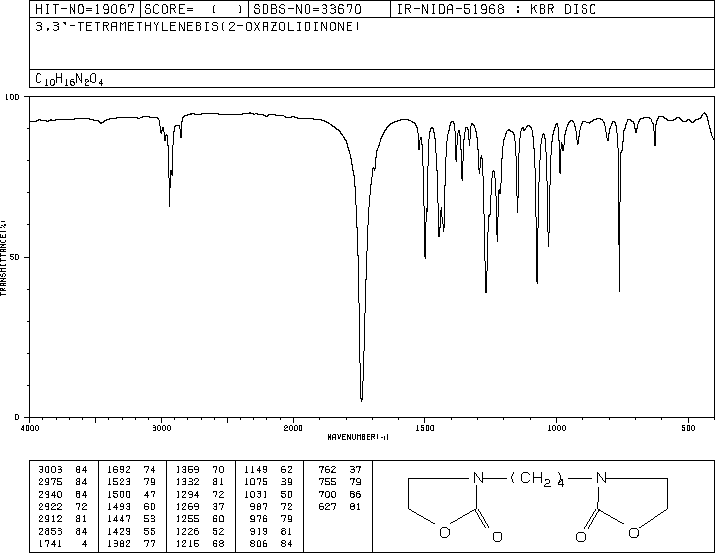 HIT-NO=19067 SCORE= ( ) SDBS-NO=33670 IR-NIDA-51968 : KBR DISC
3,3'-TETRAMETHYLENEBIS(2-OXAZOLIDINONE)
C10H16N2O4
100
50
0
TRANSMITTANCE(%)
4000 3000 2000 1500 1000 500
WAVENUMBER(-1)
3003 84 1692 74 1359 70 1149 62 762 37
2975 84 1523 79 1332 81 1075 39 755 79
2940 64 1500 47 1294 72 1031 50 700 86
2922 72 1493 60 1269 37 987 72 627 81
2912 81 1447 53 1255 60 976 79
2853 84 1429 55 1226 52 919 81
1741 4 1382 77 1216 68 806 84
N (CH2)4 N
O O O O